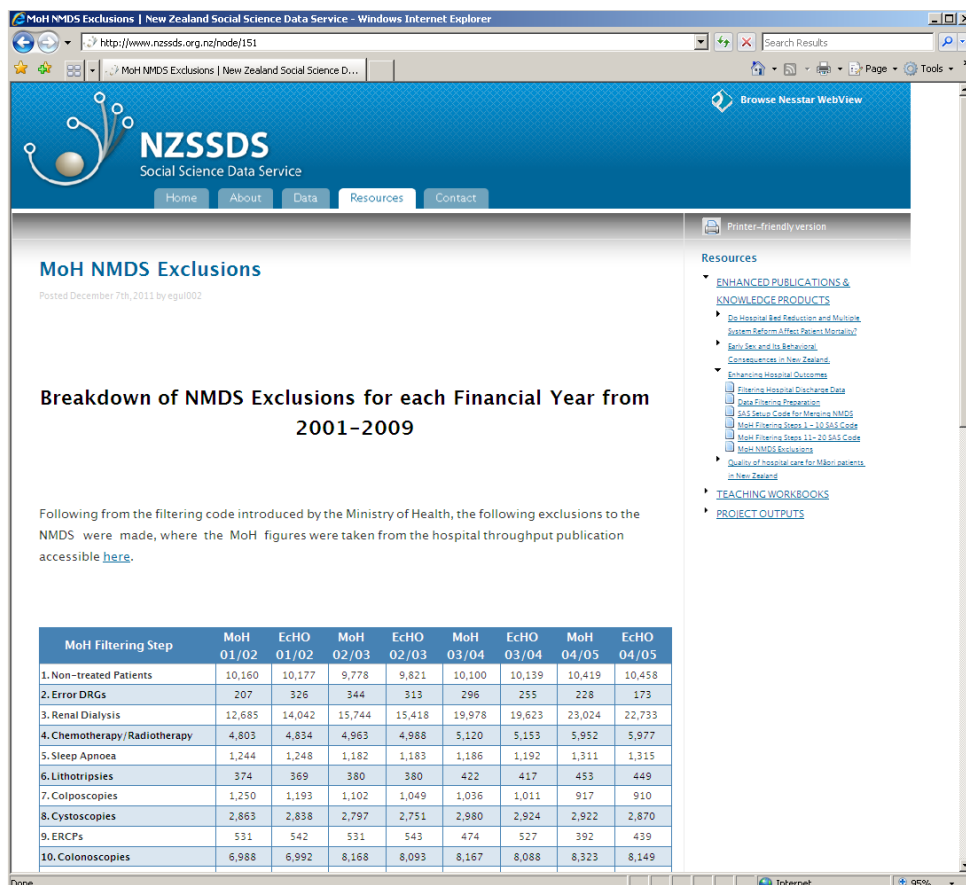 MoH NMDS Exclusions | New Zealand Social Science Data Service - Windows Internet Explorer
http://www.nzssds.org.nz/node/151
Search Results
MoH NMDS Exclusions | New Zealand Social Science D...
Page
Tools
Browse Nesstar WebView
NZSSDS
Social Science Data Service
Home About Data Resources Contact
Printer-friendly version
MoH NMDS Exclusions
Posted December 7th, 2011 by egul002
Breakdown of NMDS Exclusions for each Financial Year from
2001-2009
Following from the filtering code introduced by the Ministry of Health, the following exclusions to the
NMDS were made, where the MoH figures were taken from the hospital throughput publication
accessible here.
MoH Filtering Step MoH 01/02 EcHO 01/02 MoH 02/03 EcHO 02/03 MoH 03/04 EcHO 03/04 MoH 04/05 EcHO 04/05
1. Non-treated Patients 10,160 10,177 9,778 9,821 10,100 10,139 10,419 10,458
2. Error DRGs 207 326 344 313 296 255 228 173
3. Renal Dialysis 12,685 14,042 15,744 15,418 19,978 19,623 23,024 22,733
4. Chemotherapy/Radiotherapy 4,803 4,834 4,963 4,988 5,120 5,153 5,952 5,977
5. Sleep Apnoea 1,244 1,248 1,182 1,183 1,186 1,192 1,311 1,315
6. Lithotripsies 374 369 380 380 422 417 453 449
7. Colposcopies 1,250 1,193 1,102 1,049 1,036 1,011 917 910
8. Cystoscopies 2,863 2,838 2,797 2,751 2,980 2,924 2,922 2,870
9. ERCPs 531 542 531 543 474 527 392 439
10. Colonoscopies 6,988 6,992 8,168 8,093 8,167 8,088 8,323 8,149
Resources
ENHANCED PUBLICATIONS &
KNOWLEDGE PRODUCTS
Do Hospital Bed Reduction and Multiple
System Reform Affect Patient Mortality?
Early Sex and Its Behavioral
Consequences in New Zealand.
Enhancing Hospital Outcomes
Filtering Hospital Discharge Data
Data Filtering Preparation
SAS Setup Code for Merging NMDS
MoH Filtering Steps 1 - 10 SAS Code
MoH Filtering Steps 11- 20 SAS Code
MoH NMDS Exclusions
Quality of hospital care for Māori patients
in New Zealand
TEACHING WORKBOOKS
PROJECT OUTPUTS
Done
Internet
95%